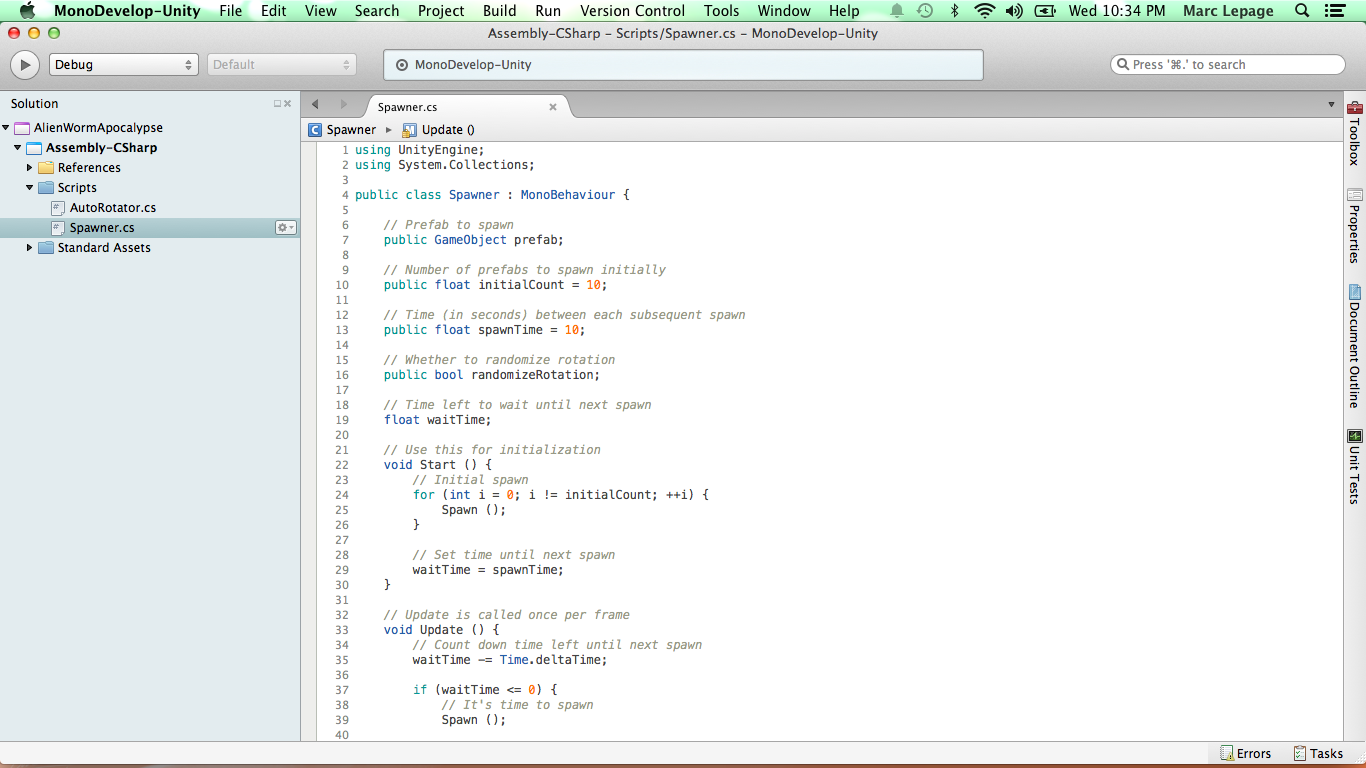 MonoDevelop-Unity File Edit View Search Project Build Run Version Control Tools Window Help Wed 10:34 PM Marc Lepage
Assembly-CSharp – Scripts/Spawner.cs – MonoDevelop-Unity
Debug Default MonoDevelop-Unity Press '⌘.' to search
Solution
AlienWormApocalypse
Assembly-CSharp
References
Scripts
AutoRotator.cs
Spawner.cs
Standard Assets
Spawner.cs
Spawner Update ()
1 using UnityEngine;
2 using System.Collections;
3
4 public class Spawner : MonoBehaviour {
5
6     // Prefab to spawn
7     public GameObject prefab;
8
9     // Number of prefabs to spawn initially
10     public float initialCount = 10;
11
12     // Time (in seconds) between each subsequent spawn
13     public float spawnTime = 10;
14
15     // Whether to randomize rotation
16     public bool randomizeRotation;
17
18     // Time left to wait until next spawn
19     float waitTime;
20
21     // Use this for initialization
22     void Start () {
23         // Initial spawn
24         for (int i = 0; i != initialCount; ++i) {
25             Spawn ();
26         }
27
28         // Set time until next spawn
29         waitTime = spawnTime;
30     }
31
32     // Update is called once per frame
33     void Update () {
34         // Count down time left until next spawn
35         waitTime -= Time.deltaTime;
36
37         if (waitTime <= 0) {
38             // It's time to spawn
39             Spawn ();
40
Toolbox
Properties
Document Outline
Unit Tests
Errors Tasks